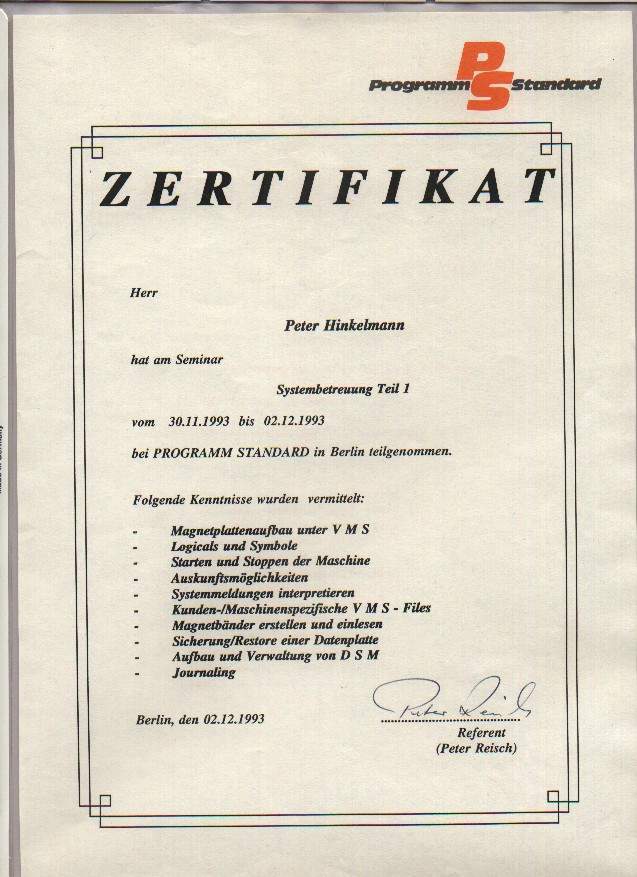 Programm PS Standard
ZERTIFIKAT
Herr
Peter Hinkelmann
hat am Seminar
Systembetreuung Teil 1
vom 30.11.1993 bis 02.12.1993
bei PROGRAMM STANDARD in Berlin teilgenommen.
Folgende Kenntnisse wurden vermittelt:
- Magnetplattenaufbau unter V M S
- Logicals und Symbole
- Starten und Stoppen der Maschine
- Auskunftsmöglichkeiten
- Systemmeldungen interpretieren
- Kunden-/Maschinenspezifische V M S - Files
- Magnetbänder erstellen und einlesen
- Sicherung/Restore einer Datenplatte
- Aufbau und Verwaltung von D S M
- Journaling
Peter Reisch
Berlin, den 02.12.1993
Referent
(Peter Reisch)